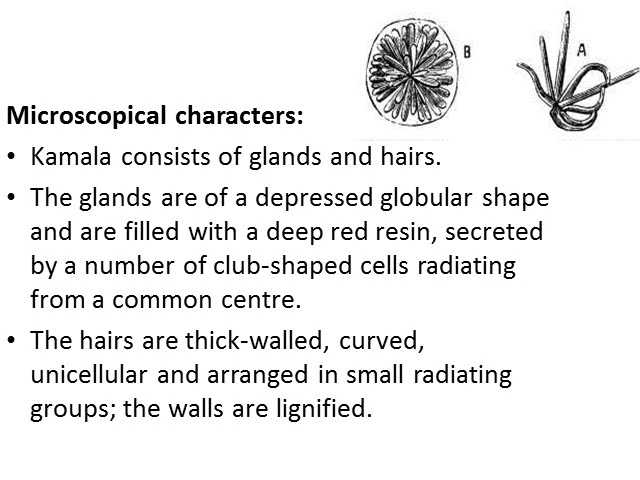 B
A
Microscopical characters:
• Kamala consists of glands and hairs.
• The glands are of a depressed globular shape
and are filled with a deep red resin, secreted
by a number of club-shaped cells radiating
from a common centre.
• The hairs are thick-walled, curved,
unicellular and arranged in small radiating
groups; the walls are lignified.